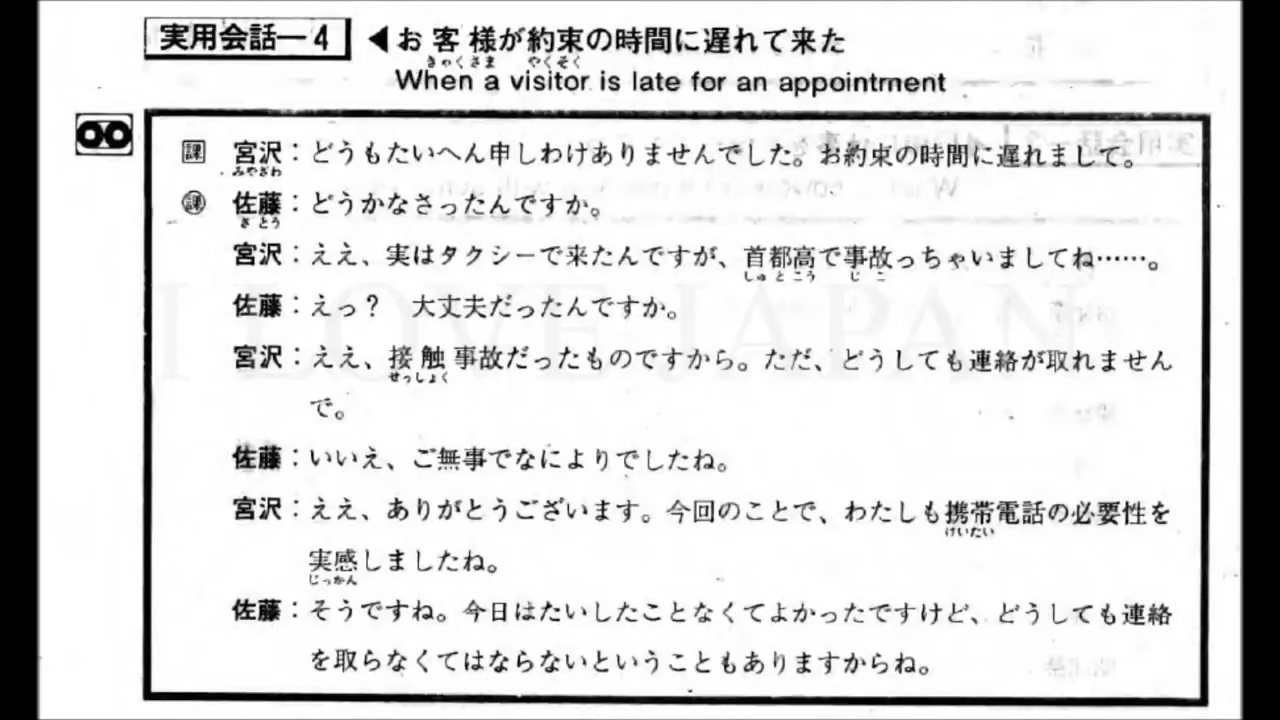 実用会話―4 ◀お客様が約束の時間に遅れて来た
きゃくさま やくそく
When a visitor is late for an appointment
課 宮沢：どうもたいへん申しわけありませんでした。お約束の時間に遅れまして。
みやざわ
課 佐藤：どうかなさったんですか。
さとう
宮沢：ええ、実はタクシーで来たんですが、首都高で事故っちゃいましてね……。
しゅとこう じこ
佐藤：えっ？ 大丈夫だったんですか。
宮沢：ええ、接触事故だったものですから。ただ、どうしても連絡が取れません
せっしょく
で。
佐藤：いいえ、ご無事でなによりでしたね。
宮沢：ええ、ありがとうございます。今回のことで、わたしも携帯電話の必要性を
けいたい
実感しましたね。
じっかん
佐藤：そうですね。今日はたいしたことなくてよかったですけど、どうしても連絡
を取らなくてはならないということもありますからね。
I LOVE JAPAN